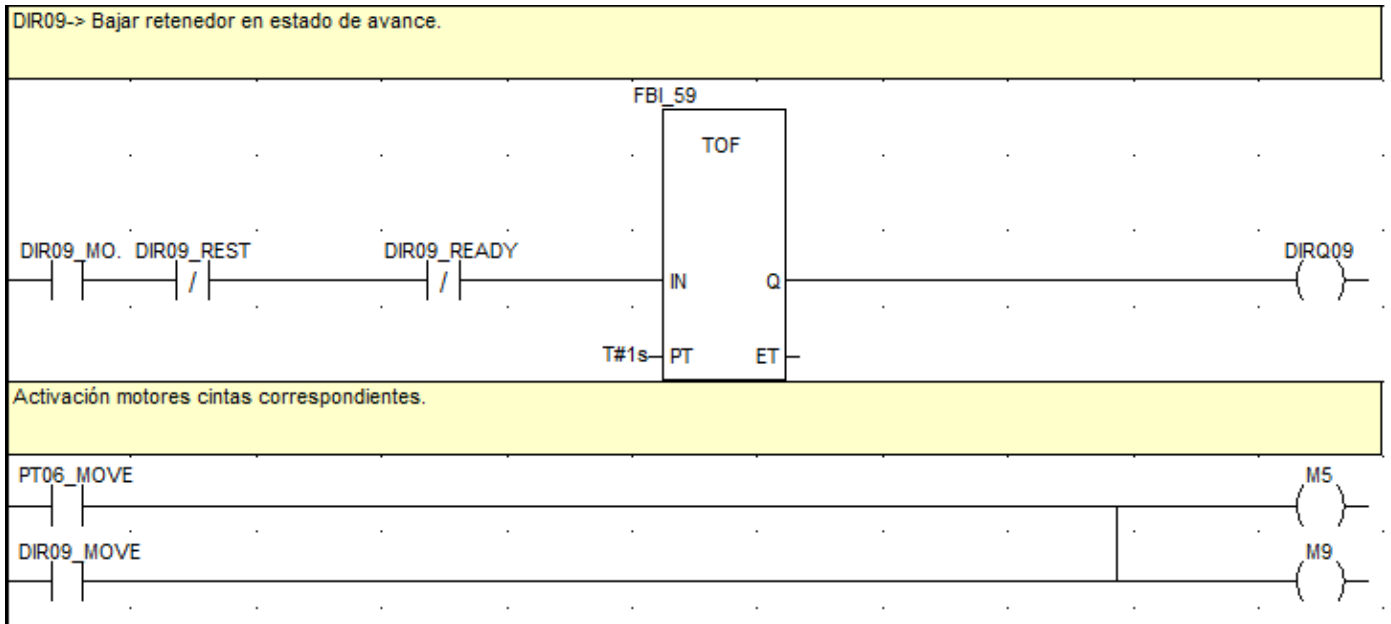 DIR09-> Bajar retenedor en estado de avance.
FBI_59
TOF
DIR09_MO. DIR09_REST DIR09_READY DIRQ09
/ /
IN Q
T#1s PT ET
Activación motores cintas correspondientes.
PT06_MOVE M5
DIR09_MOVE M9